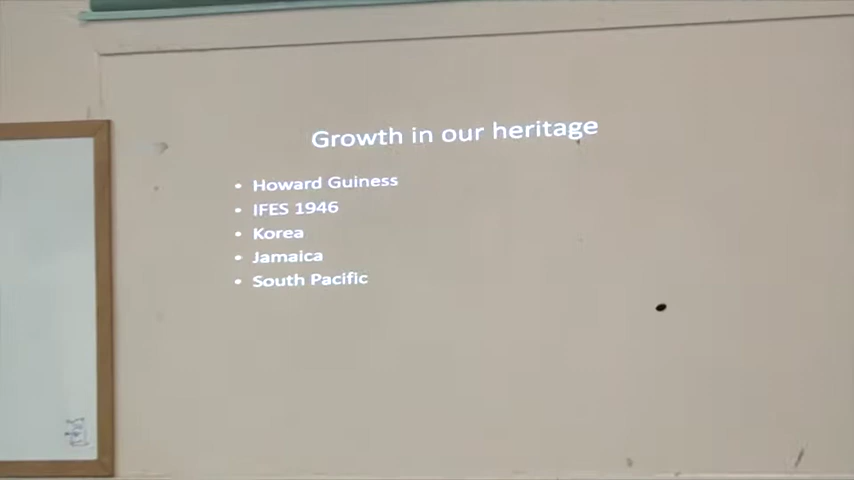 Growth in our heritage
• Howard Guiness
• IFES 1946
• Korea
• Jamaica
• South Pacific